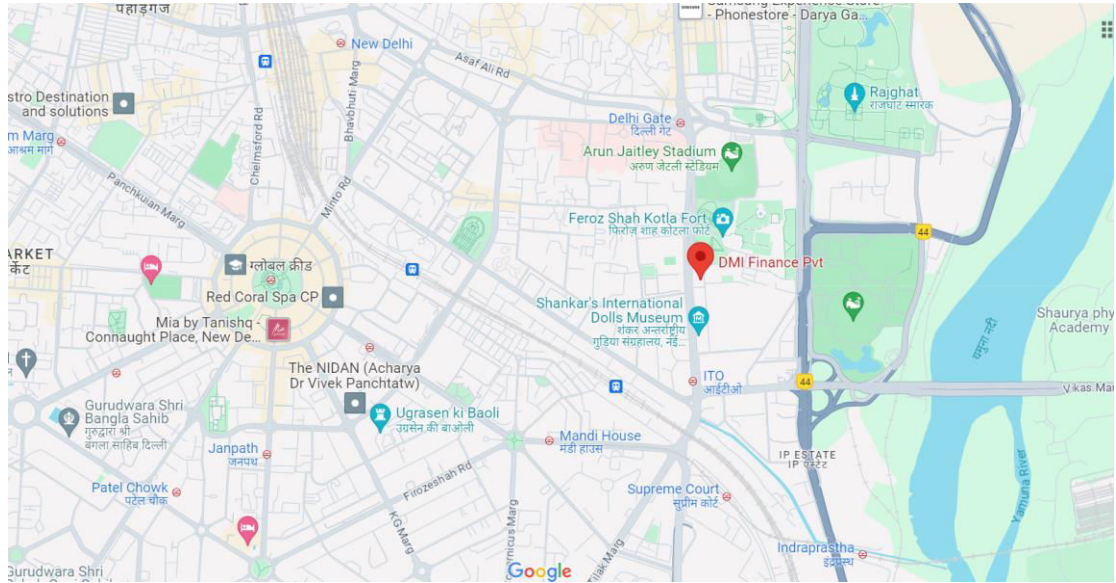 पहाड़गंज
Samsung Experience Store
- Phonestore - Darya Ga...
New Delhi
Asaf Ali Rd
Bhavbhuti Marg
Chelmsford Rd
stro Destination
and solutions
m Marg
आश्रम मार्ग
Panchkuian Marg
Minto Rd
Delhi Gate
दिल्ली गेट
Rajghat
राजघाट स्मारक
Arun Jaitley Stadium
अरुण जेटली स्टेडियम
Feroz Shah Kotla Fort
फिरोज़ शाह कोटला फोर्ट
44
DMI Finance Pvt
ARKET
र्केट
ग्लोबल क्रीड
Red Coral Spa CP
Mia by Tanishq -
Connaught Place, New De...
Shankar's International
Dolls Museum
शंकर अन्तर्राष्ट्रीय
गुडिया संग्रहालय, नई...
Shaurya phy
Academy
यमुना नदी
The NIDAN (Acharya
Dr Vivek Panchtatw)
ITO
आईटीओ
44
Vikas Mar
Gurudwara Shri
Bangla Sahib
गुरुद्वारा श्री
बंगला साहिब दिल्ली
Ugrasen ki Baoli
उग्रसेन की बाओली
Mandi House
मंडी हाउस
Janpath
जनपथ
IP ESTATE
IP एस्टेट
Firozeshah Rd
Patel Chowk
पटेल चौक
Supreme Court
सुप्रीम कोर्ट
Yamuna River
KG Marg
ernicus Marg
Tilak Marg
Indraprastha
इंद्रप्रस्थ
Gurudwara Shri
Google